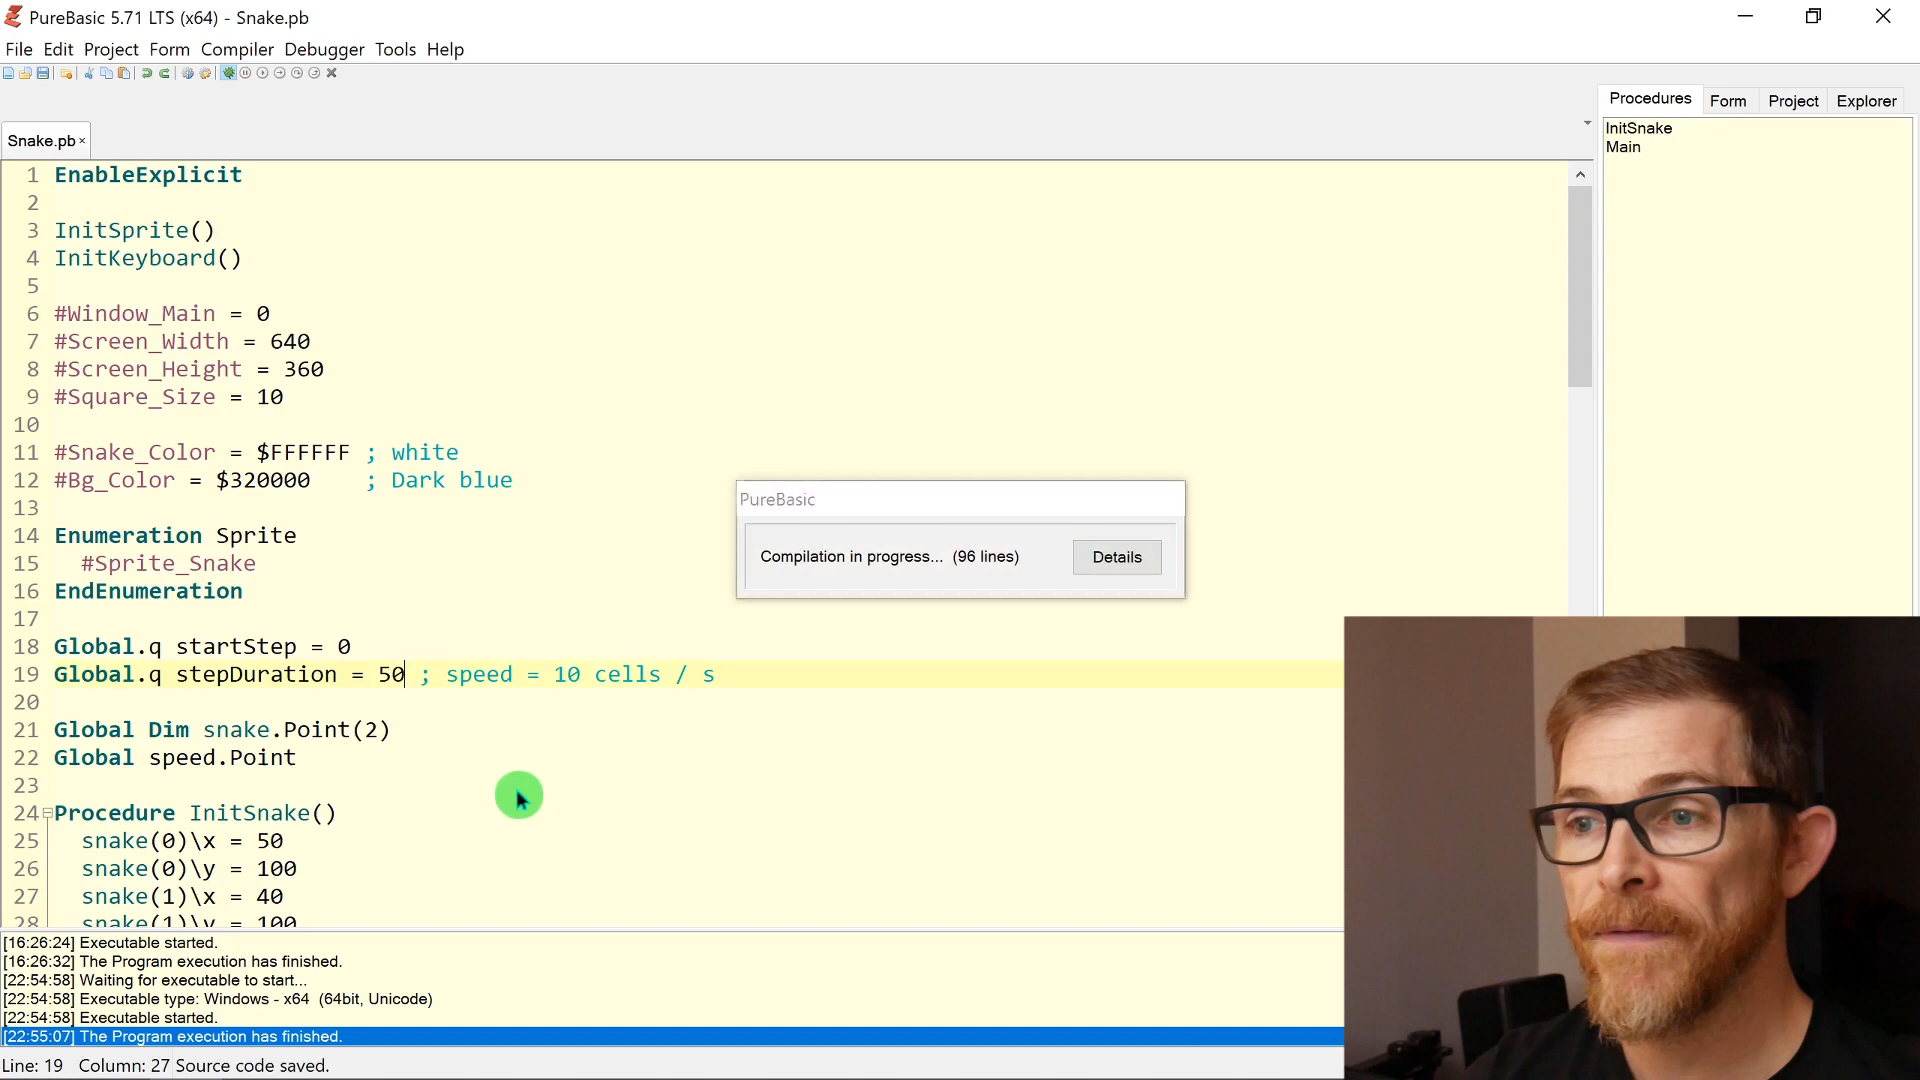 PureBasic 5.71 LTS (x64) - Snake.pb
File Edit Project Form Compiler Debugger Tools Help
Procedures Form Project Explorer
Snake.pb
InitSnake
Main
1 EnableExplicit
2
3 InitSprite()
4 InitKeyboard()
5
6 #Window_Main = 0
7 #Screen_Width = 640
8 #Screen_Height = 360
9 #Square_Size = 10
10
11 #Snake_Color = $FFFFFF ; white
12 #Bg_Color = $320000 ; Dark blue
13
14 Enumeration Sprite
15 #Sprite_Snake
16 EndEnumeration
17
18 Global.q startStep = 0
19 Global.q stepDuration = 50 ; speed = 10 cells / s
20
21 Global Dim snake.Point(2)
22 Global speed.Point
23
24 Procedure InitSnake()
25 snake(0)\x = 50
26 snake(0)\y = 100
27 snake(1)\x = 40
28 snake(1)\y = 100
PureBasic
Compilation in progress... (96 lines)
Details
[16:26:24] Executable started.
[16:26:32] The Program execution has finished.
[22:54:58] Waiting for executable to start...
[22:54:58] Executable type: Windows - x64 (64bit, Unicode)
[22:54:58] Executable started.
[22:55:07] The Program execution has finished.
Line: 19 Column: 27 Source code saved.